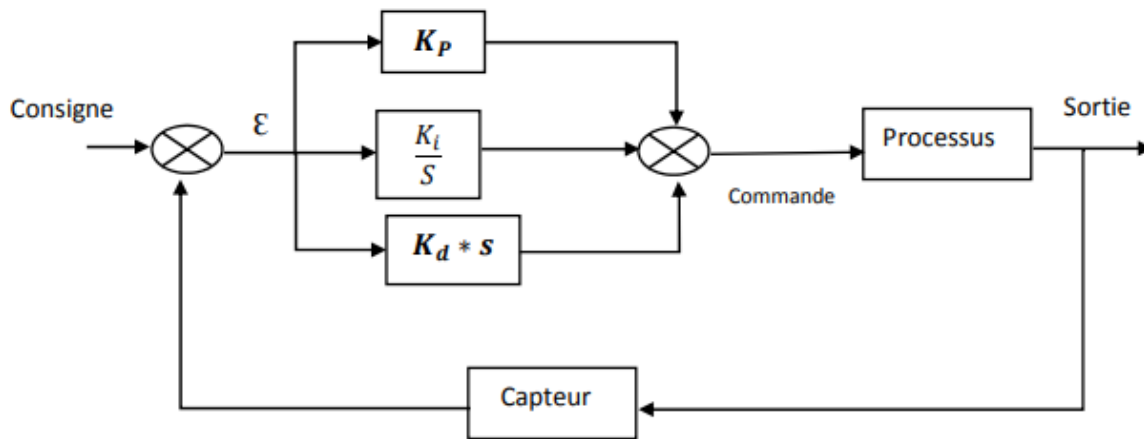 K_P
Consigne
ε
K_i
S
Processus
Sortie
Commande
K_d * s
Capteur